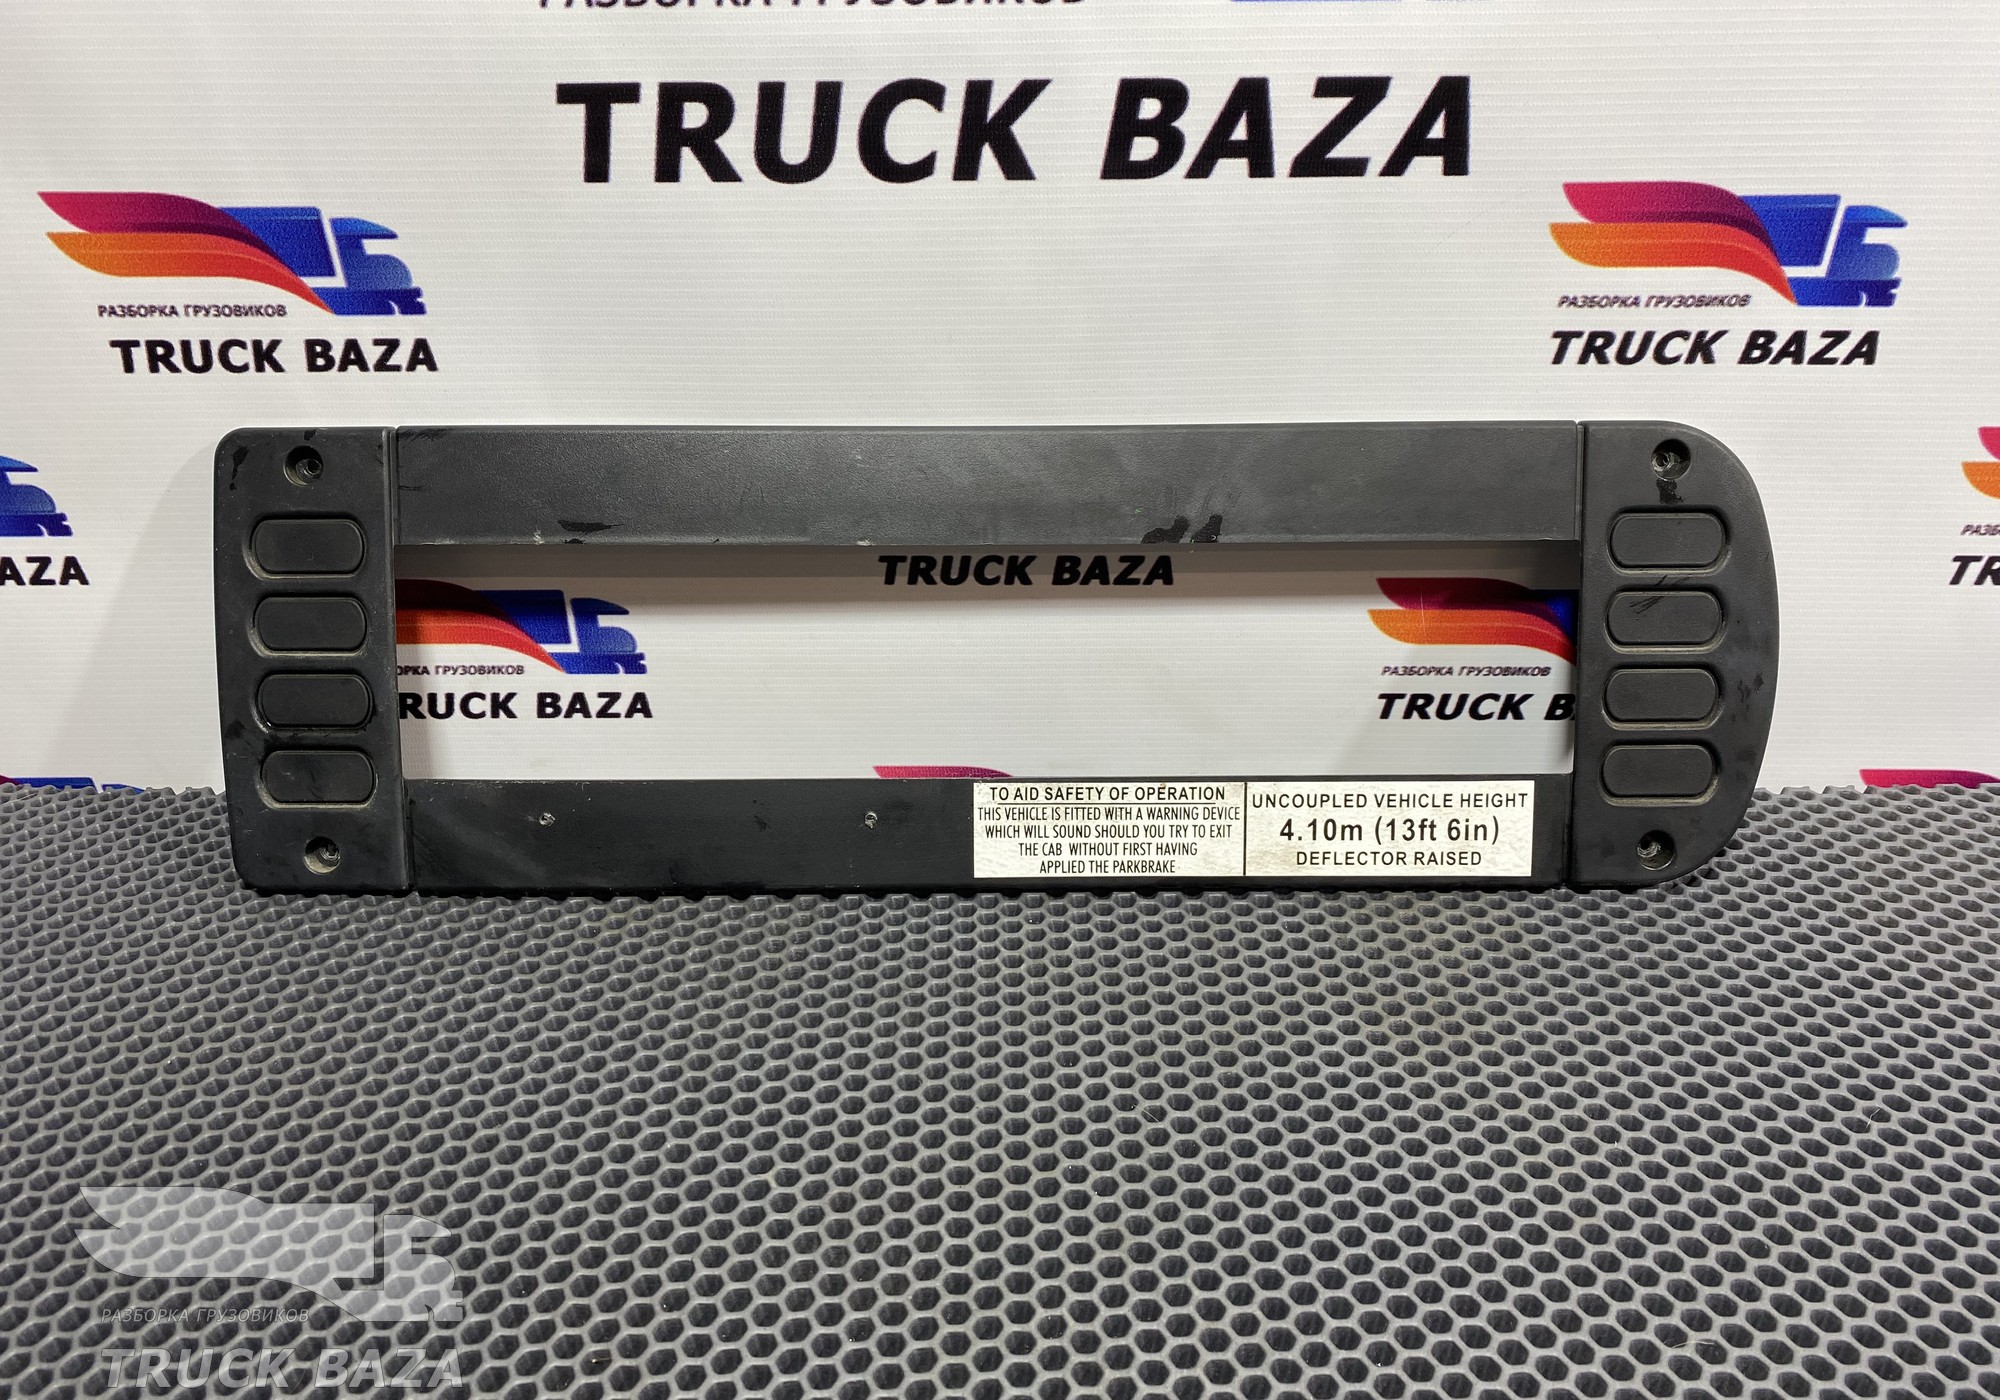 РАЗБОРКА ГРУЗОВИКОВ
TRUCK BAZA
РАЗБОРКА ГРУЗОВИКОВ
TRUCK BAZA
РАЗБОРКА ГРУЗОВИКОВ
TRUCK BAZA
TRUCK BAZA
ГРУЗОВИКОВ
BAZA
РАЗБОРКА ГРУЗОВИКОВ
TRUCK
TO AID SAFETY OF OPERATION
THIS VEHICLE IS FITTED WITH A WARNING DEVICE
WHICH WILL SOUND SHOULD YOU TRY TO EXIT
THE CAB WITHOUT FIRST HAVING
APPLIED THE PARKBRAKE
UNCOUPLED VEHICLE HEIGHT
4.10m (13ft 6in)
DEFLECTOR RAISED
РАЗБОРКА ГРУЗОВИКОВ
TRUCK BAZA